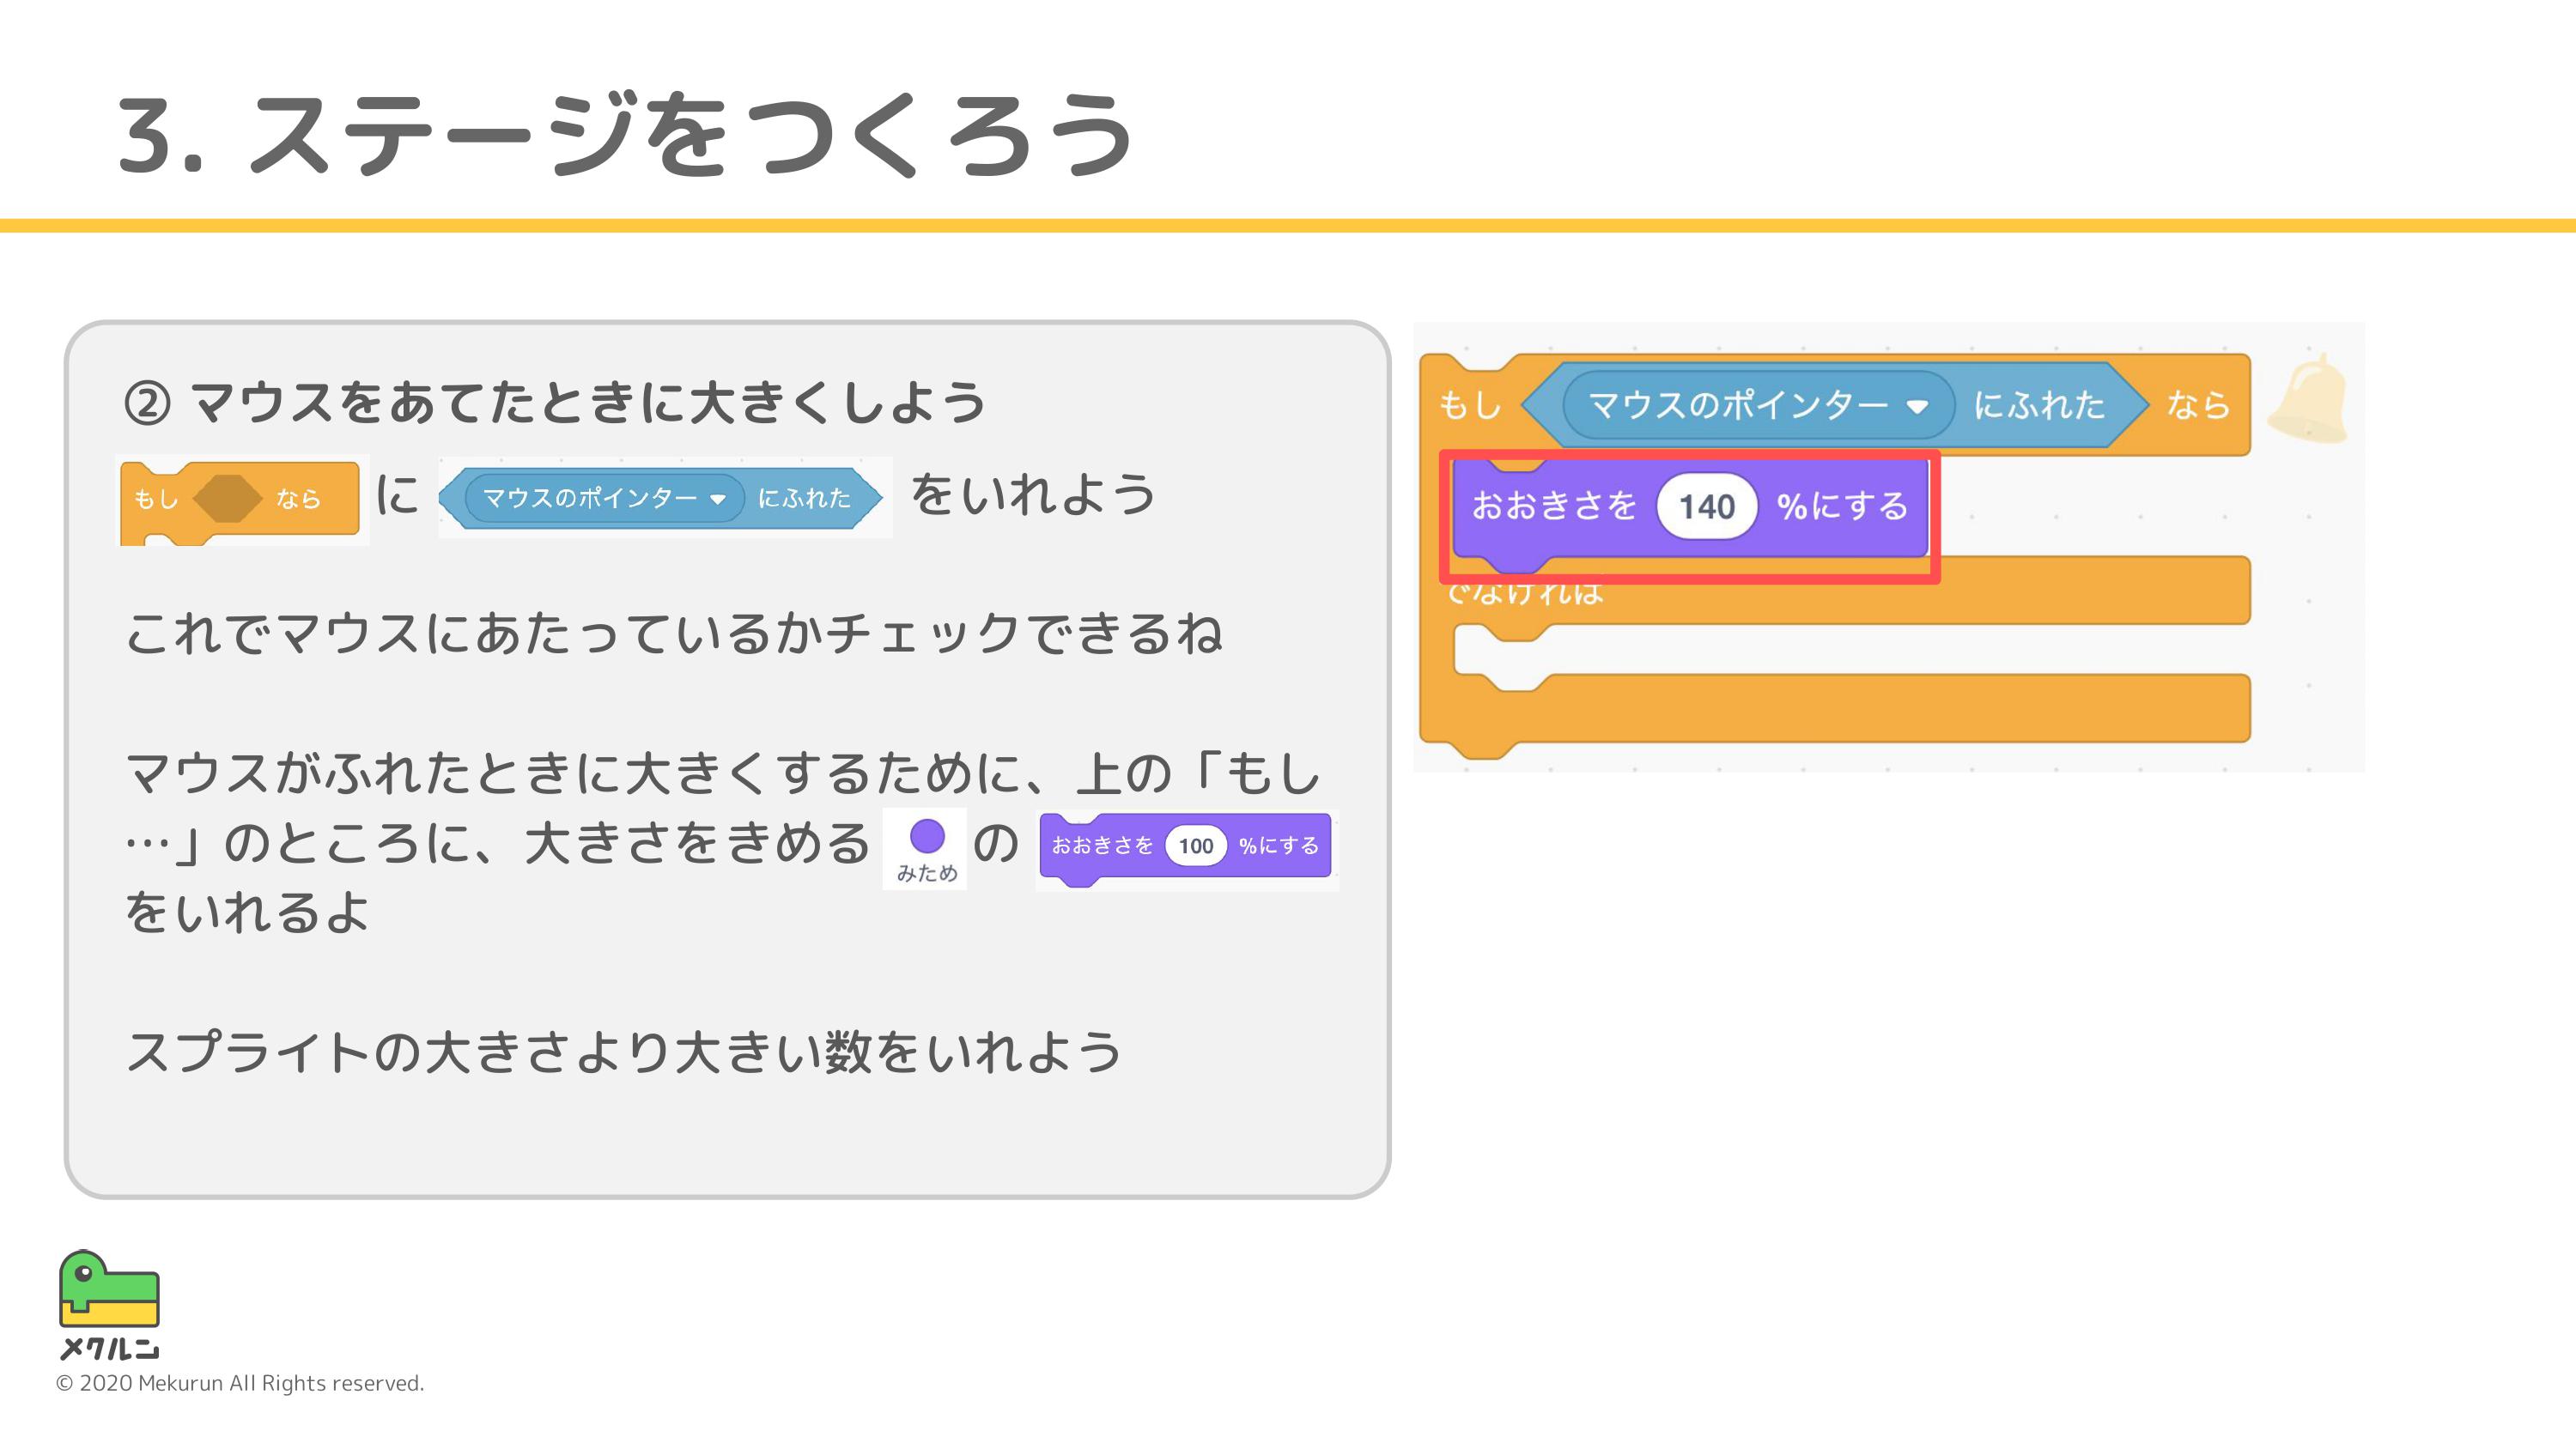 3. ステージをつくろう
② マウスをあてたときに大きくしよう
もし なら に マウスのポインター にふれた をいれよう
これでマウスにあたっているかチェックできるね
マウスがふれたときに大きくするために、上の「もし
…」のところに、大きさをきめる みため の おおきさを 100 %にする
をいれるよ
スプライトの大きさより大きい数をいれよう
もし マウスのポインター にふれた なら
おおきさを 140 %にする
でなければ
メクルン
© 2020 Mekurun All Rights reserved.